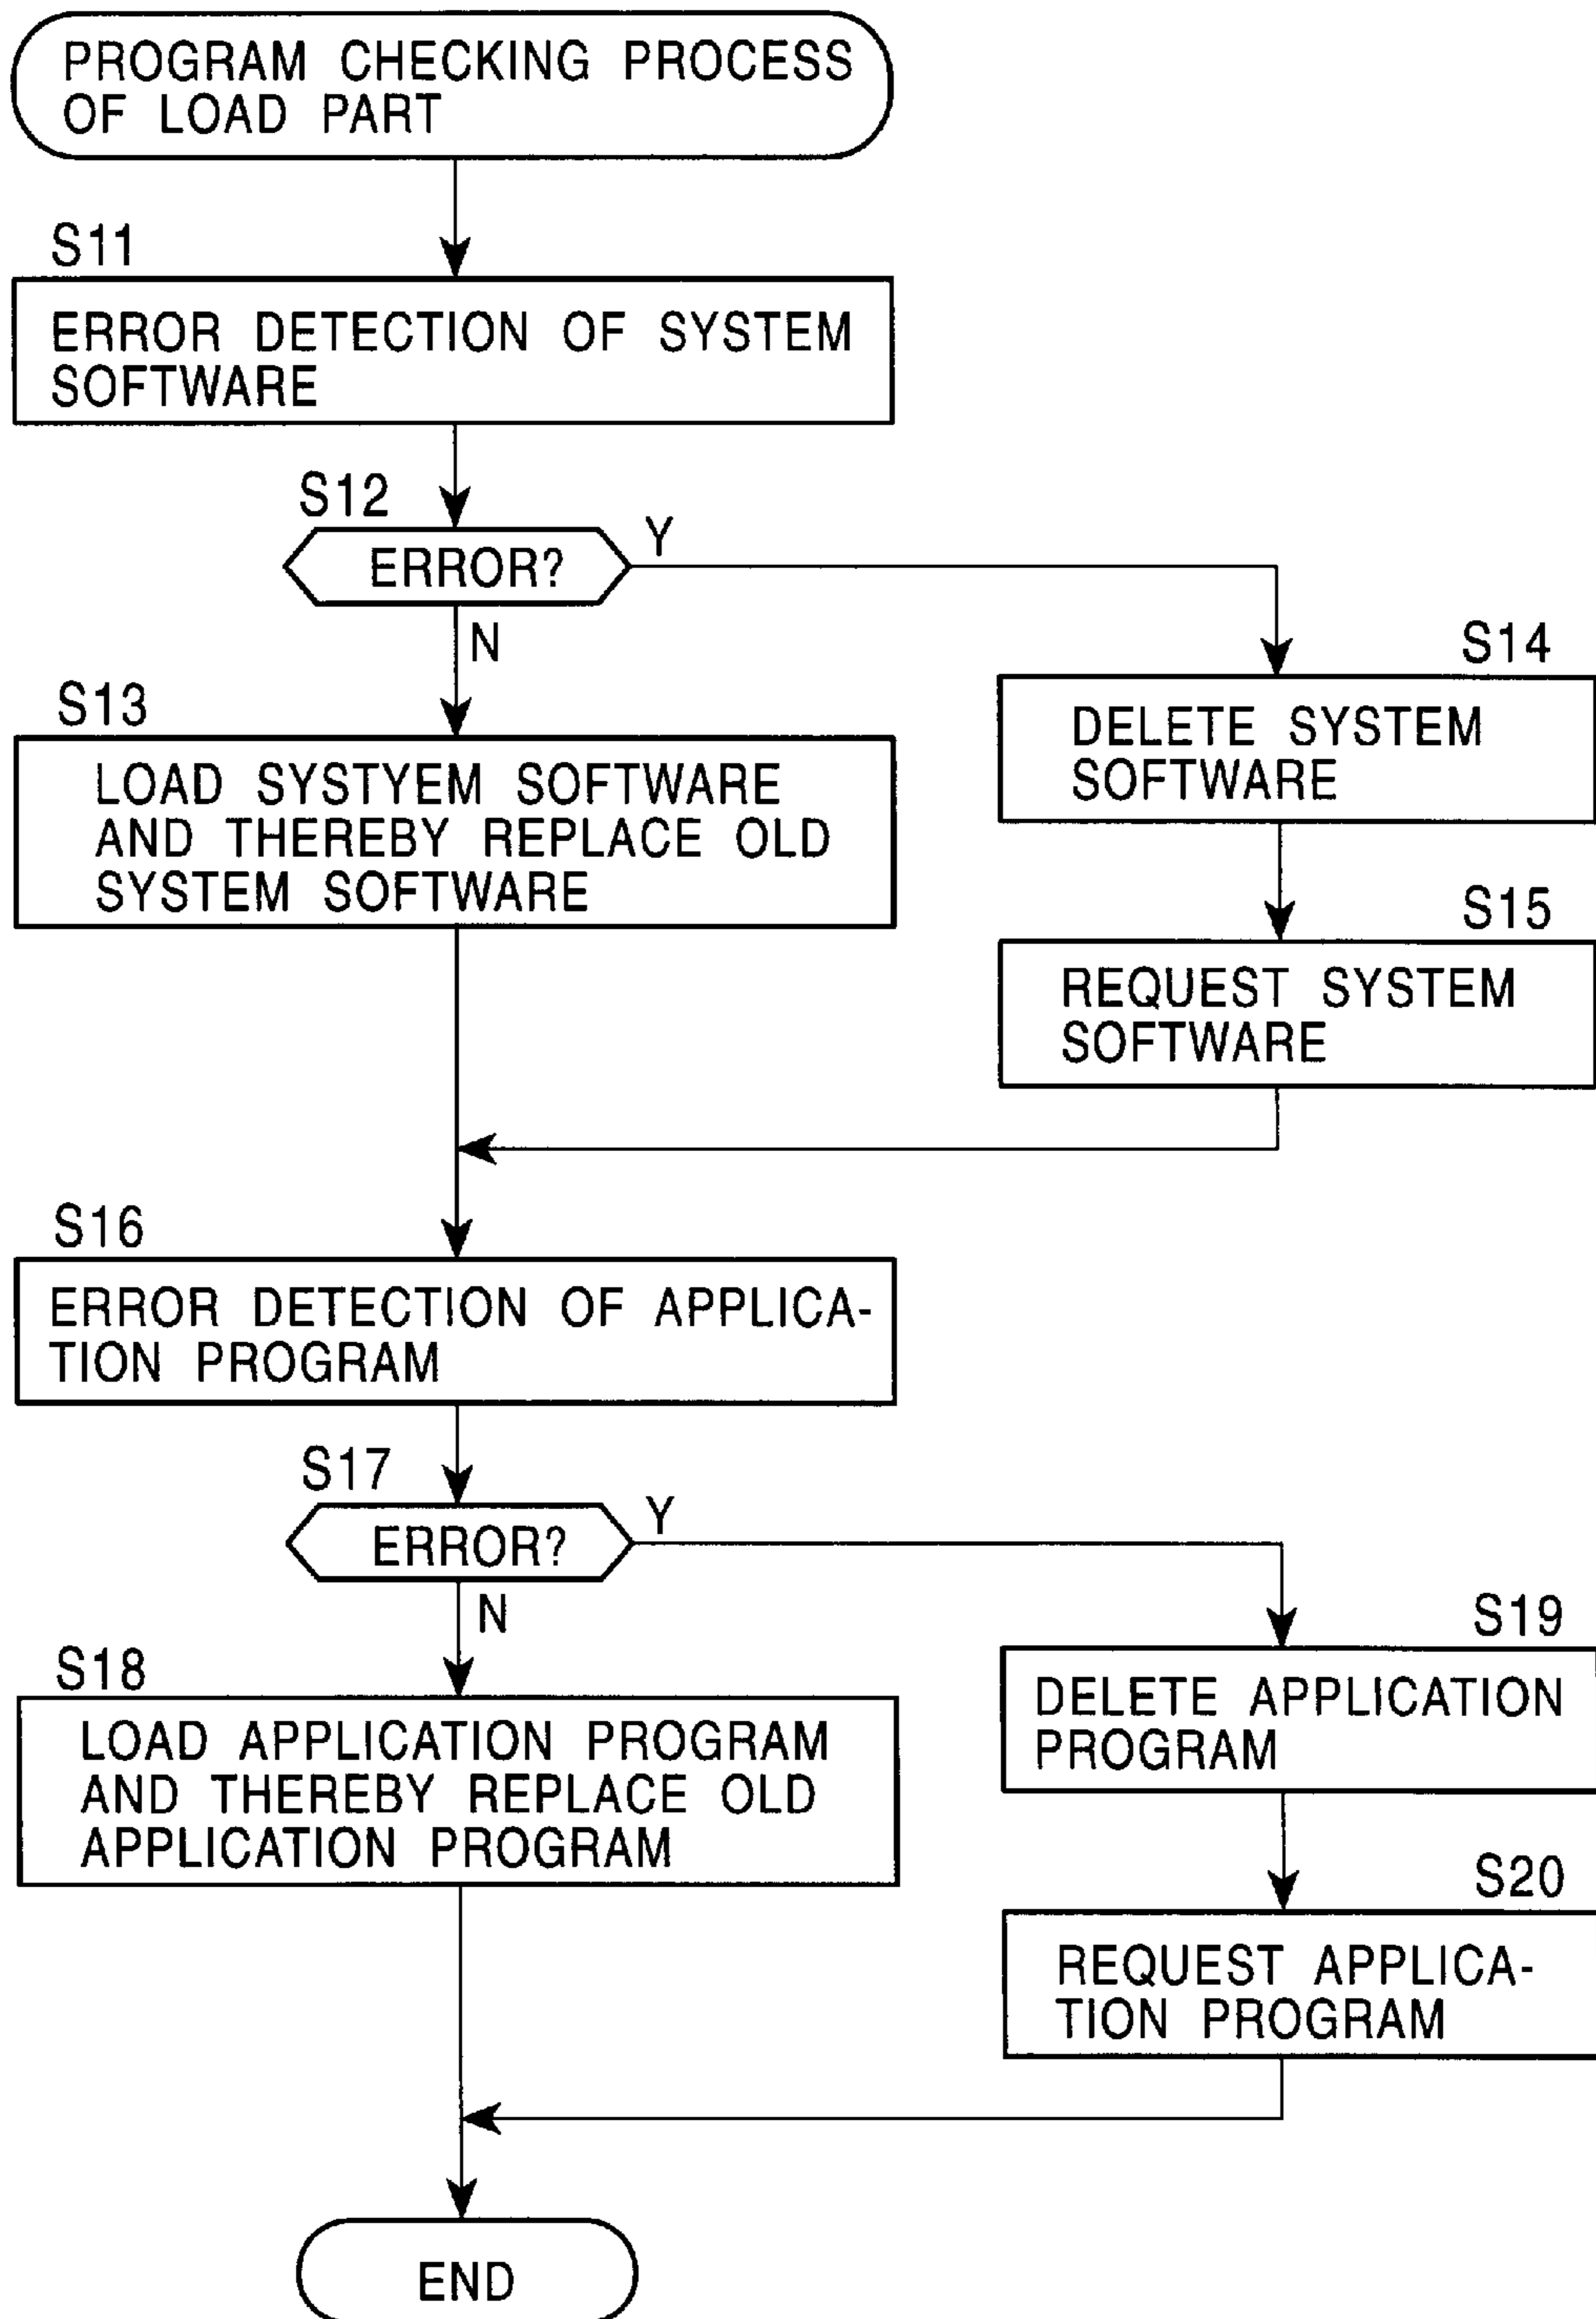 PROGRAM CHECKING PROCESS
OF LOAD PART
S11
ERROR DETECTION OF SYSTEM
SOFTWARE
S12
ERROR?
Y
N
S13
LOAD SYSTYEM SOFTWARE
AND THEREBY REPLACE OLD
SYSTEM SOFTWARE
S14
DELETE SYSTEM
SOFTWARE
S15
REQUEST SYSTEM
SOFTWARE
S16
ERROR DETECTION OF APPLICA-
TION PROGRAM
S17
ERROR?
Y
N
S18
LOAD APPLICATION PROGRAM
AND THEREBY REPLACE OLD
APPLICATION PROGRAM
S19
DELETE APPLICATION
PROGRAM
S20
REQUEST APPLICA-
TION PROGRAM
END